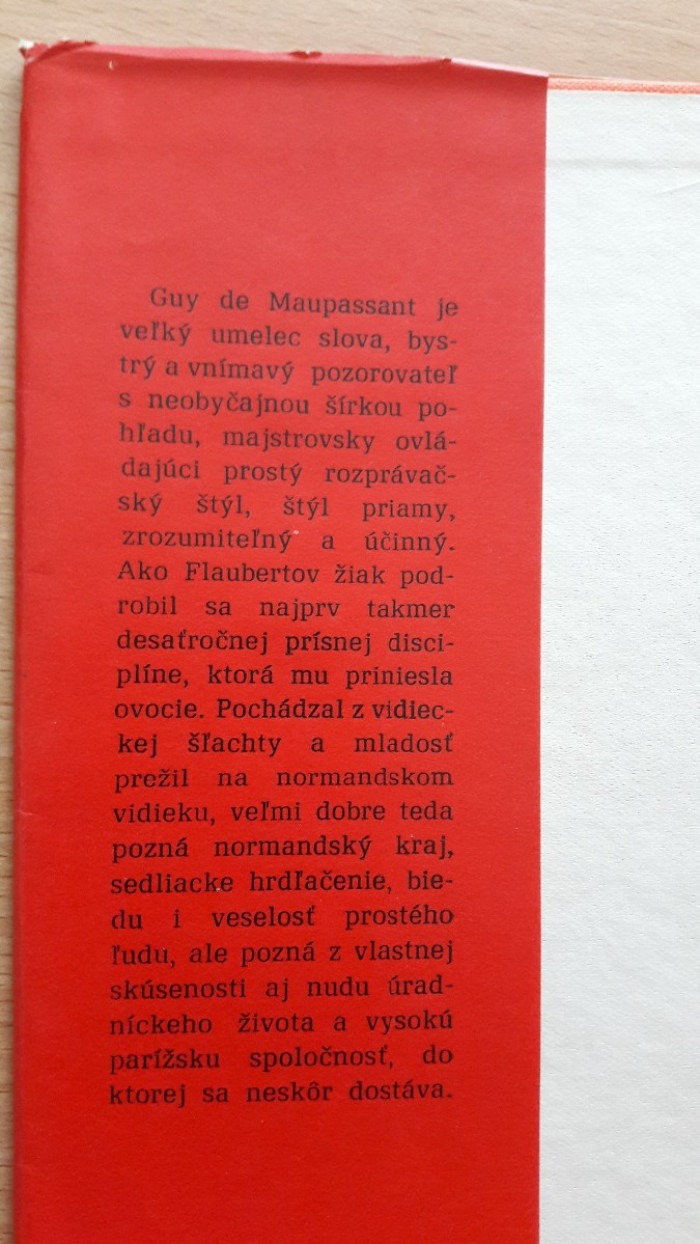 Guy de Maupassant je
veľký umelec slova, bys-
trý a vnímavý pozorovateľ
s neobyčajnou šírkou po-
hľadu, majstrovsky ovlá-
dajúci prostý rozprávač-
ský štýl, štýl priamy,
zrozumiteľný a účinný.
Ako Flaubertov žiak pod-
robil sa najprv takmer
desaťročnej prísnej disci-
plíne, ktorá mu priniesla
ovocie. Pochádzal z vidiec-
kej šľachty a mladosť
prežil na normandskom
vidieku, veľmi dobre teda
pozná normandský kraj,
sedliacke hrdľačenie, bie-
du i veselosť prostého
ľudu, ale pozná z vlastnej
skúsenosti aj nudu úrad-
níckeho života a vysokú
parížsku spoločnosť, do
ktorej sa neskôr dostáva.